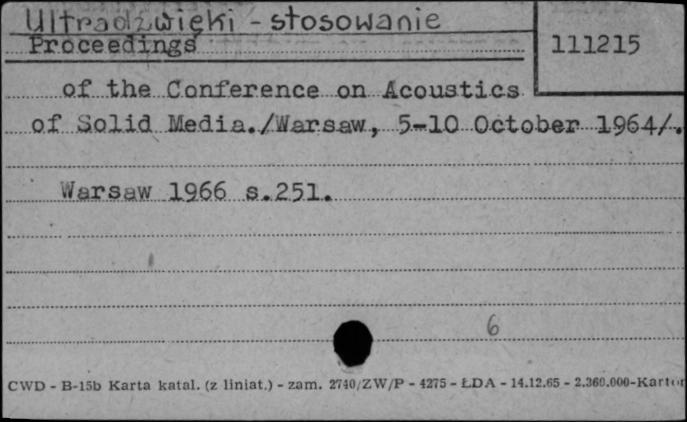 Ultradźwięki - stosowanie
Proceedings
111215
of the Conference on Acoustics
of Solid Media./Warsaw, 5-10 October 1964/.
Warsaw 1966 s.251.
6
CWD - B-15b Karta katal. (z liniat.) - zam. 2740/ZW/P - 4275 - ŁDA - 14.12.65 - 2.360.000-Karton